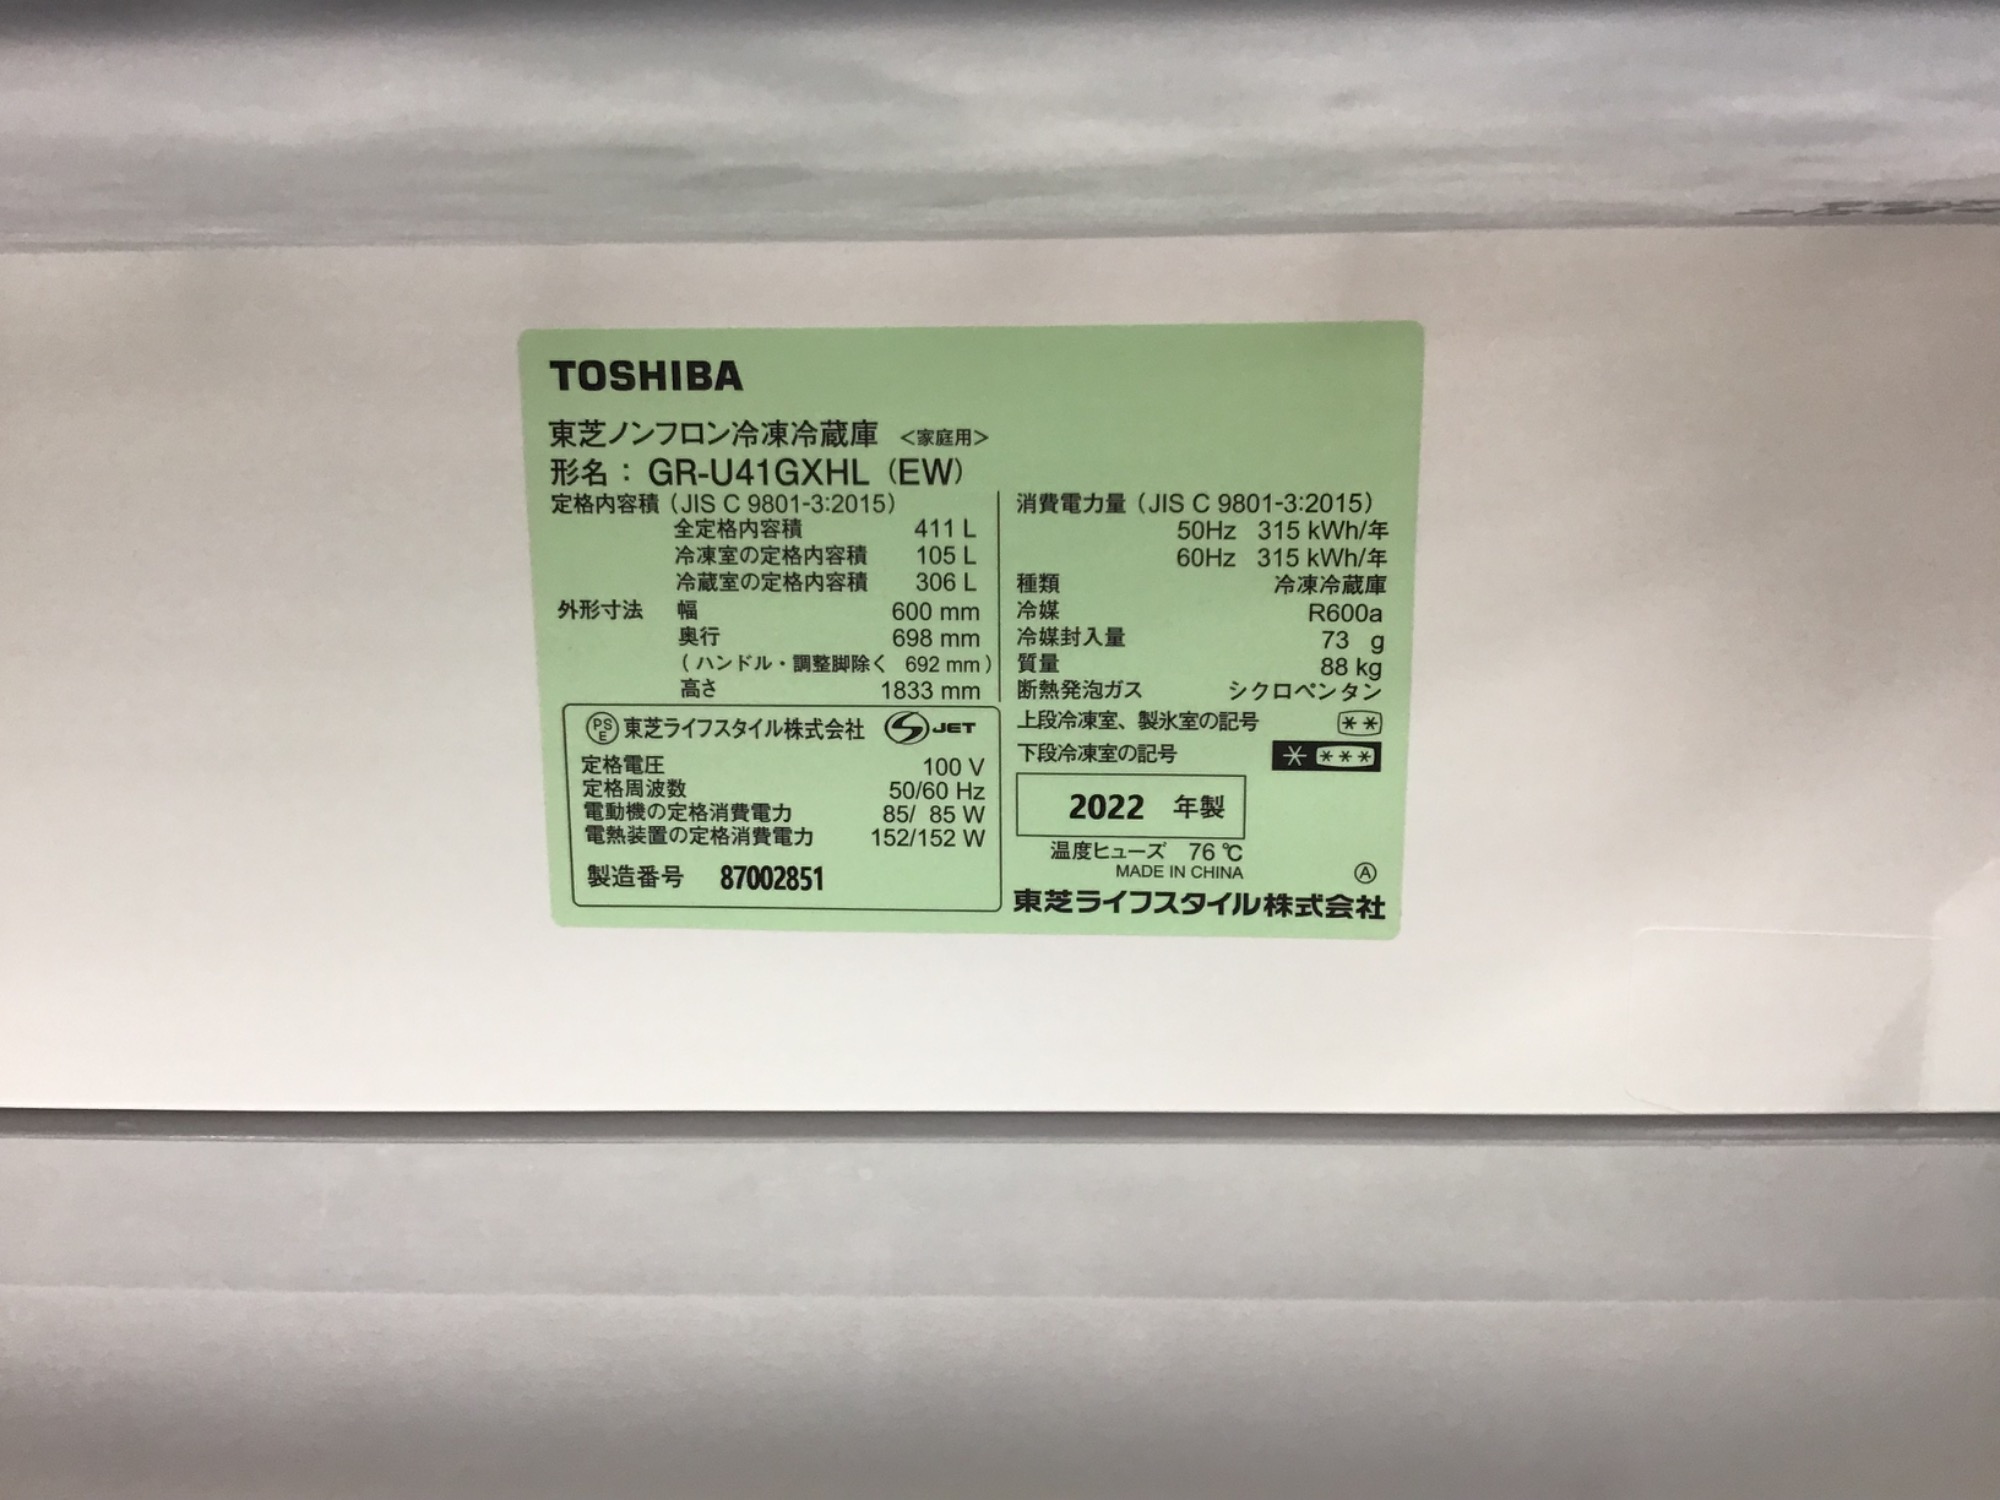 TOSHIBA
東芝ノンフロン冷凍冷蔵庫 <家庭用>
形名：GR-U41GXHL (EW)
定格内容積 (JIS C 9801-3:2015)
全定格内容積 411 L
冷凍室の定格内容積 105 L
冷蔵室の定格内容積 306 L
外形寸法 幅 600 mm
奥行 698 mm
(ハンドル・調整脚除く 692 mm)
高さ 1833 mm
PS E 東芝ライフスタイル株式会社 S JET
定格電圧 100 V
定格周波数 50/60 Hz
電動機の定格消費電力 85/ 85 W
電熱装置の定格消費電力 152/152 W
製造番号 87002851
消費電力量 (JIS C 9801-3:2015)
50Hz 315 kWh/年
60Hz 315 kWh/年
種類 冷凍冷蔵庫
冷媒 R600a
冷媒封入量 73 g
質量 88 kg
断熱発泡ガス シクロペンタン
上段冷凍室、製氷室の記号 **
下段冷凍室の記号 * ***
2022 年製
温度ヒューズ 76 ℃
MADE IN CHINA Ⓐ
東芝ライフスタイル株式会社